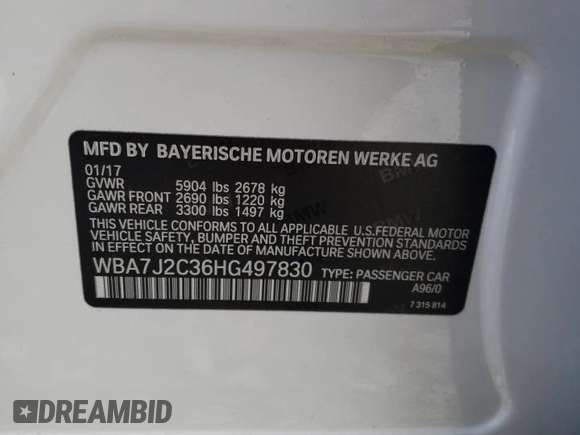 MFD BY BAYERISCHE MOTOREN WERKE AG
01/17
GVWR 5904 lbs 2678 kg
GAWR FRONT 2690 lbs 1220 kg
GAWR REAR 3300 lbs 1497 kg
THIS VEHICLE CONFORMS TO ALL APPLICABLE U.S.FEDERAL MOTOR
VEHICLE SAFETY, BUMPER, AND THEFT PREVENTION
STANDARDS IN EFFECT ON THE DATE OF MANUFACTURE SHOWN ABOVE.
WBA7J2C36HG497830 TYPE: PASSENGER CAR
A96/0
7 315 814
DREAMBID